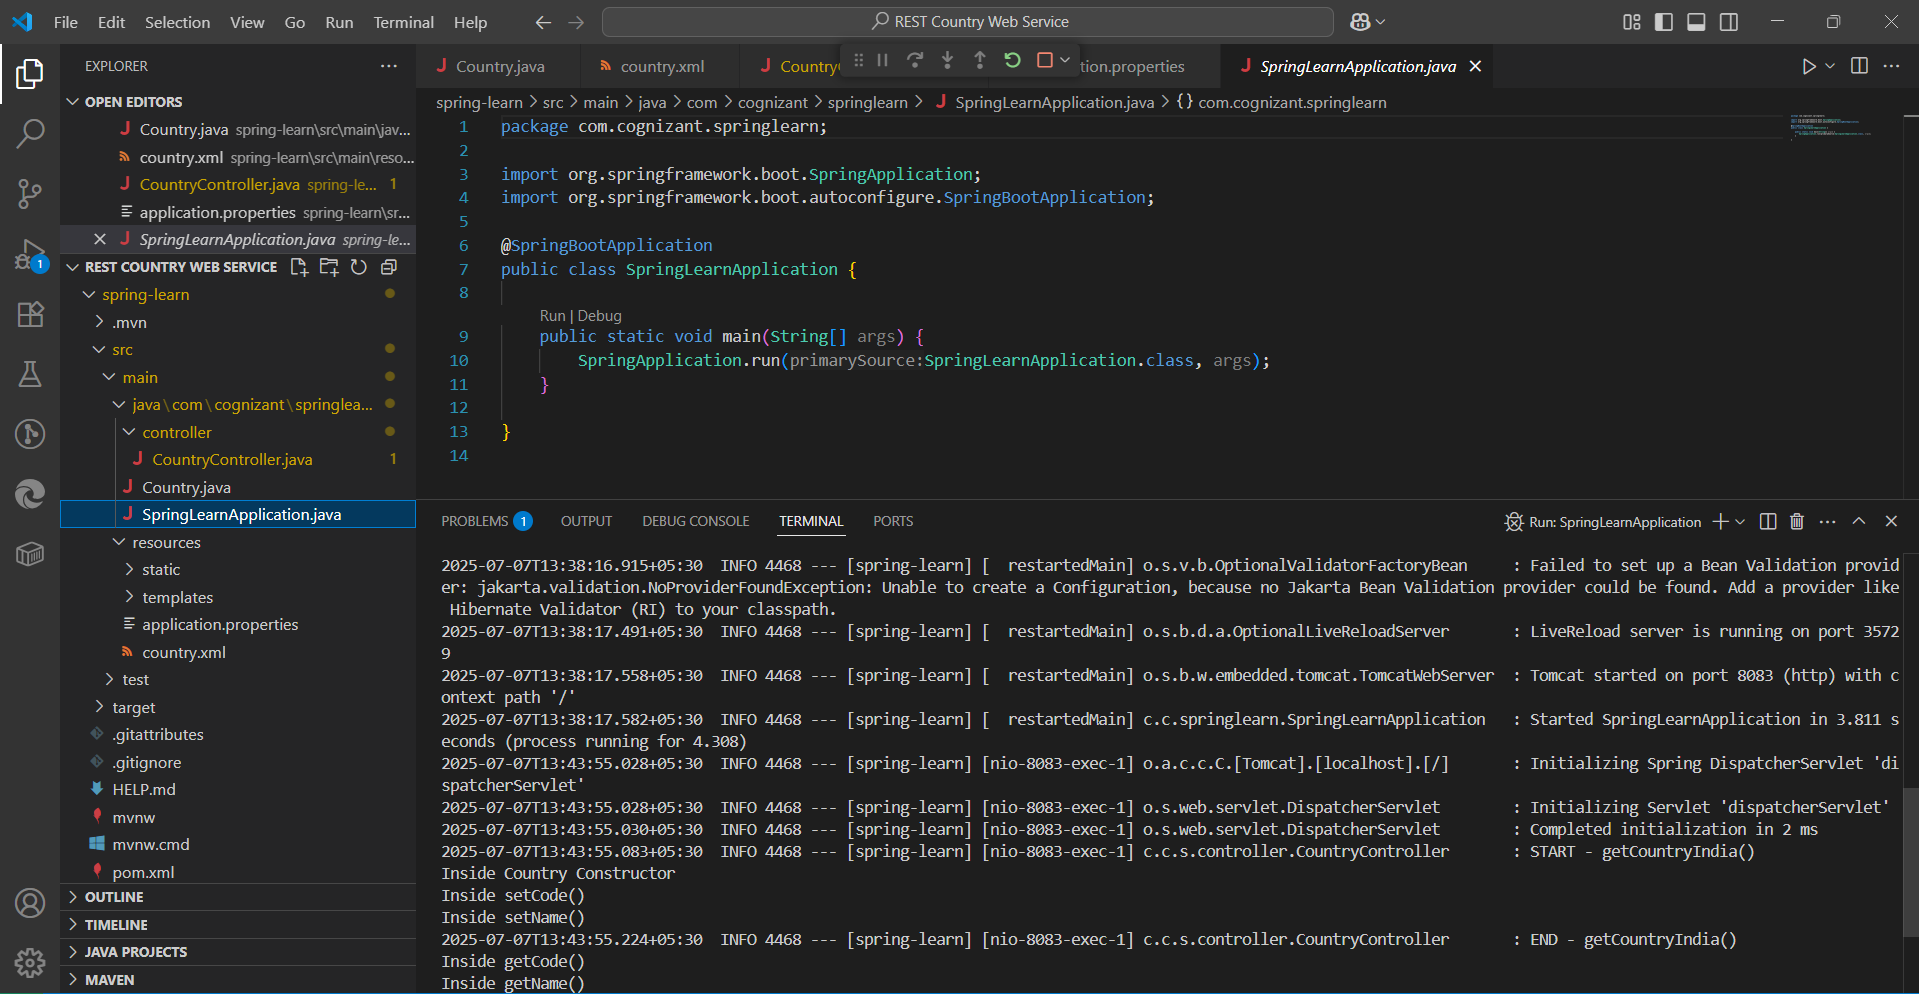 File Edit Selection View Go Run Terminal Help
REST Country Web Service
EXPLORER
OPEN EDITORS
Country.java spring-learn\src\main\jav...
country.xml spring-learn\src\main\reso...
CountryController.java spring-le... 1
application.properties spring-learn\sr...
SpringLearnApplication.java spring-le...
1
REST COUNTRY WEB SERVICE
spring-learn
.mvn
src
main
java\com\cognizant\springlea...
controller
CountryController.java 1
Country.java
SpringLearnApplication.java
resources
static
templates
application.properties
country.xml
test
target
.gitattributes
.gitignore
HELP.md
mvnw
mvnw.cmd
pom.xml
OUTLINE
TIMELINE
JAVA PROJECTS
MAVEN
Country.java country.xml Country tion.properties SpringLearnApplication.java
spring-learn > src > main > java > com > cognizant > springlearn > SpringLearnApplication.java > {} com.cognizant.springlearn
1 package com.cognizant.springlearn;
2
3 import org.springframework.boot.SpringApplication;
4 import org.springframework.boot.autoconfigure.SpringBootApplication;
5
6 @SpringBootApplication
7 public class SpringLearnApplication {
8
Run | Debug
9 public static void main(String[] args) {
10 SpringApplication.run(primarySource:SpringLearnApplication.class, args);
11 }
12
13 }
14
PROBLEMS 1 OUTPUT DEBUG CONSOLE TERMINAL PORTS
Run: SpringLearnApplication
2025-07-07T13:38:16.915+05:30 INFO 4468 --- [spring-learn] [ restartedMain] o.s.v.b.OptionalValidatorFactoryBean : Failed to set up a Bean Validation provid
er: jakarta.validation.NoProviderFoundException: Unable to create a Configuration, because no Jakarta Bean Validation provider could be found. Add a provider like
Hibernate Validator (RI) to your classpath.
2025-07-07T13:38:17.491+05:30 INFO 4468 --- [spring-learn] [ restartedMain] o.s.b.d.a.OptionalLiveReloadServer : LiveReload server is running on port 3572
9
2025-07-07T13:38:17.558+05:30 INFO 4468 --- [spring-learn] [ restartedMain] o.s.b.w.embedded.tomcat.TomcatWebServer : Tomcat started on port 8083 (http) with c
ontext path '/'
2025-07-07T13:38:17.582+05:30 INFO 4468 --- [spring-learn] [ restartedMain] c.c.springlearn.SpringLearnApplication : Started SpringLearnApplication in 3.811 s
econds (process running for 4.308)
2025-07-07T13:43:55.028+05:30 INFO 4468 --- [spring-learn] [nio-8083-exec-1] o.a.c.c.C.[Tomcat].[localhost].[/] : Initializing Spring DispatcherServlet 'di
spatcherServlet'
2025-07-07T13:43:55.028+05:30 INFO 4468 --- [spring-learn] [nio-8083-exec-1] o.s.web.servlet.DispatcherServlet : Initializing Servlet 'dispatcherServlet'
2025-07-07T13:43:55.030+05:30 INFO 4468 --- [spring-learn] [nio-8083-exec-1] o.s.web.servlet.DispatcherServlet : Completed initialization in 2 ms
2025-07-07T13:43:55.083+05:30 INFO 4468 --- [spring-learn] [nio-8083-exec-1] c.c.s.controller.CountryController : START - getCountryIndia()
Inside Country Constructor
Inside setCode()
Inside setName()
2025-07-07T13:43:55.224+05:30 INFO 4468 --- [spring-learn] [nio-8083-exec-1] c.c.s.controller.CountryController : END - getCountryIndia()
Inside getCode()
Inside getName()